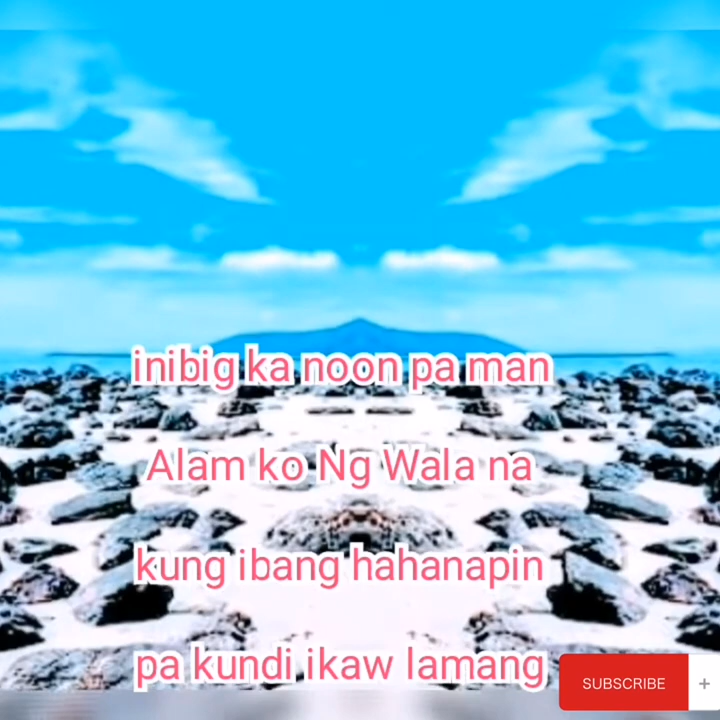 inibig ka noon pa man
Alam ko Ng Wala na
kung ibang hahanapin
pa kundi ikaw lamang
SUBSCRIBE +